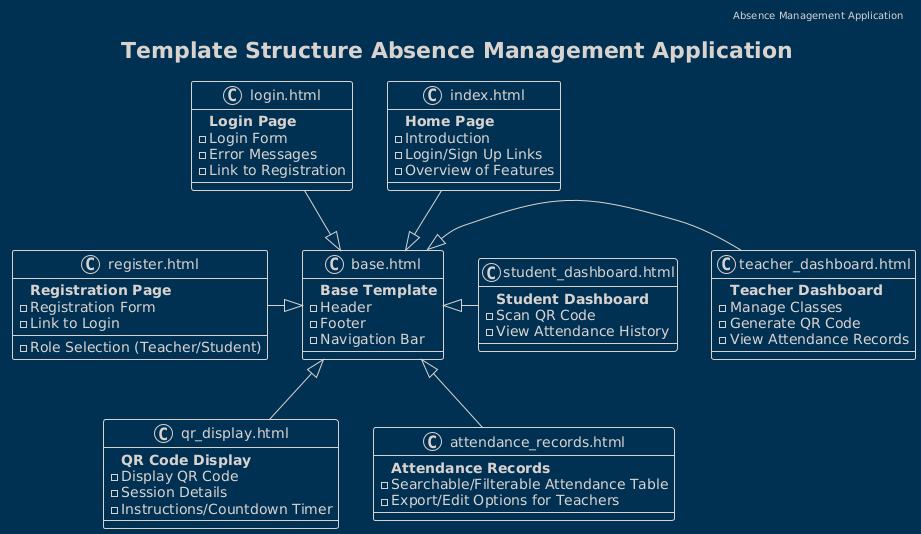 Absence Management Application
Template Structure Absence Management Application
C login.html
Login Page
Login Form
Error Messages
Link to Registration
C index.html
Home Page
Introduction
Login/Sign Up Links
Overview of Features
C register.html
Registration Page
Registration Form
Link to Login
Role Selection (Teacher/Student)
C base.html
Base Template
Header
Footer
Navigation Bar
C student_dashboard.html
Student Dashboard
Scan QR Code
View Attendance History
C teacher_dashboard.html
Teacher Dashboard
Manage Classes
Generate QR Code
View Attendance Records
C qr_display.html
QR Code Display
Display QR Code
Session Details
Instructions/Countdown Timer
C attendance_records.html
Attendance Records
Searchable/Filterable Attendance Table
Export/Edit Options for Teachers